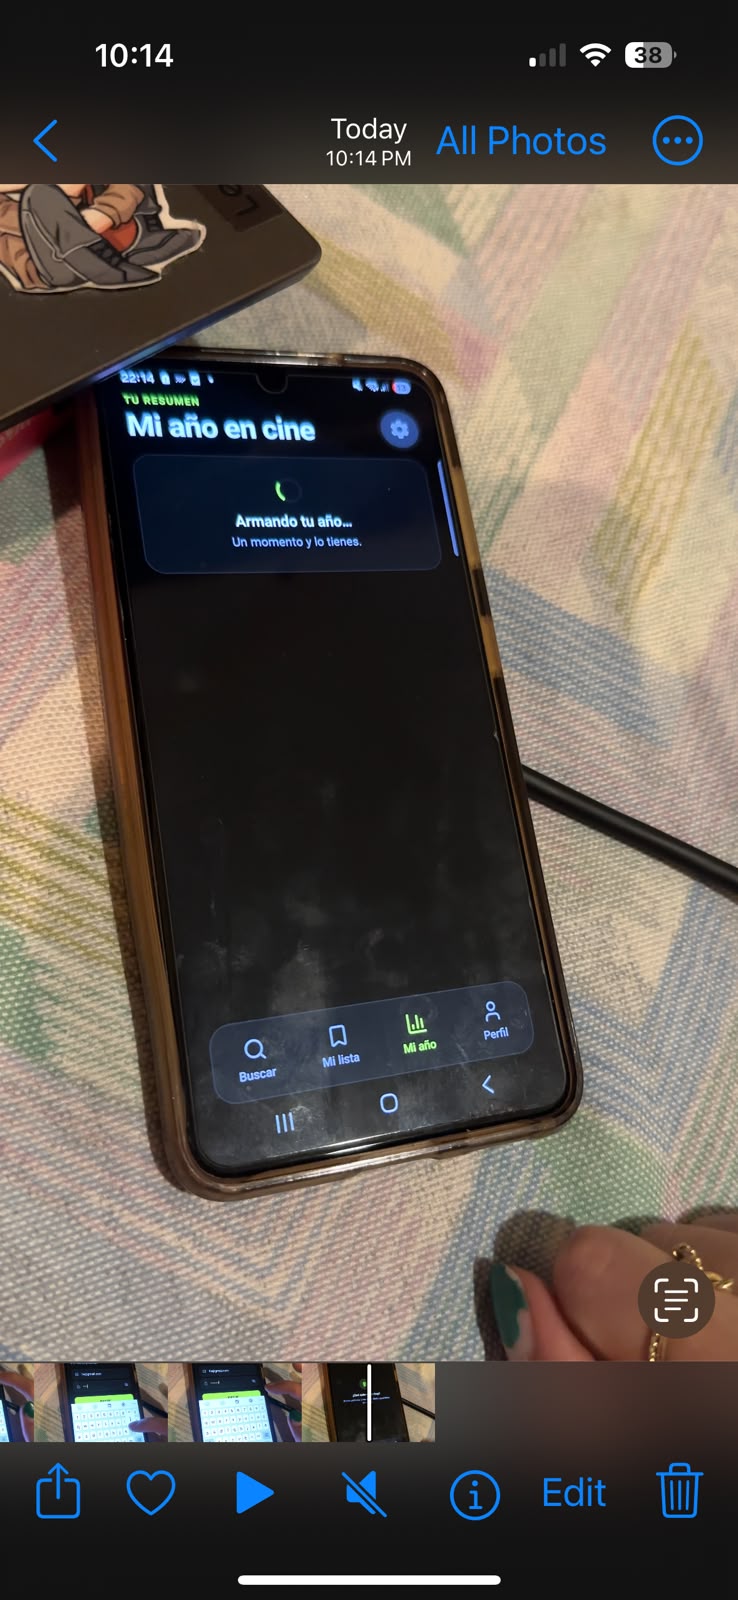 10:14
38
Today
10:14 PM
All Photos
22:14
TU RESUMEN
Mi año en cine
Armando tu año...
Un momento y lo tienes.
Buscar
Mi lista
Mi año
Perfil
Edit